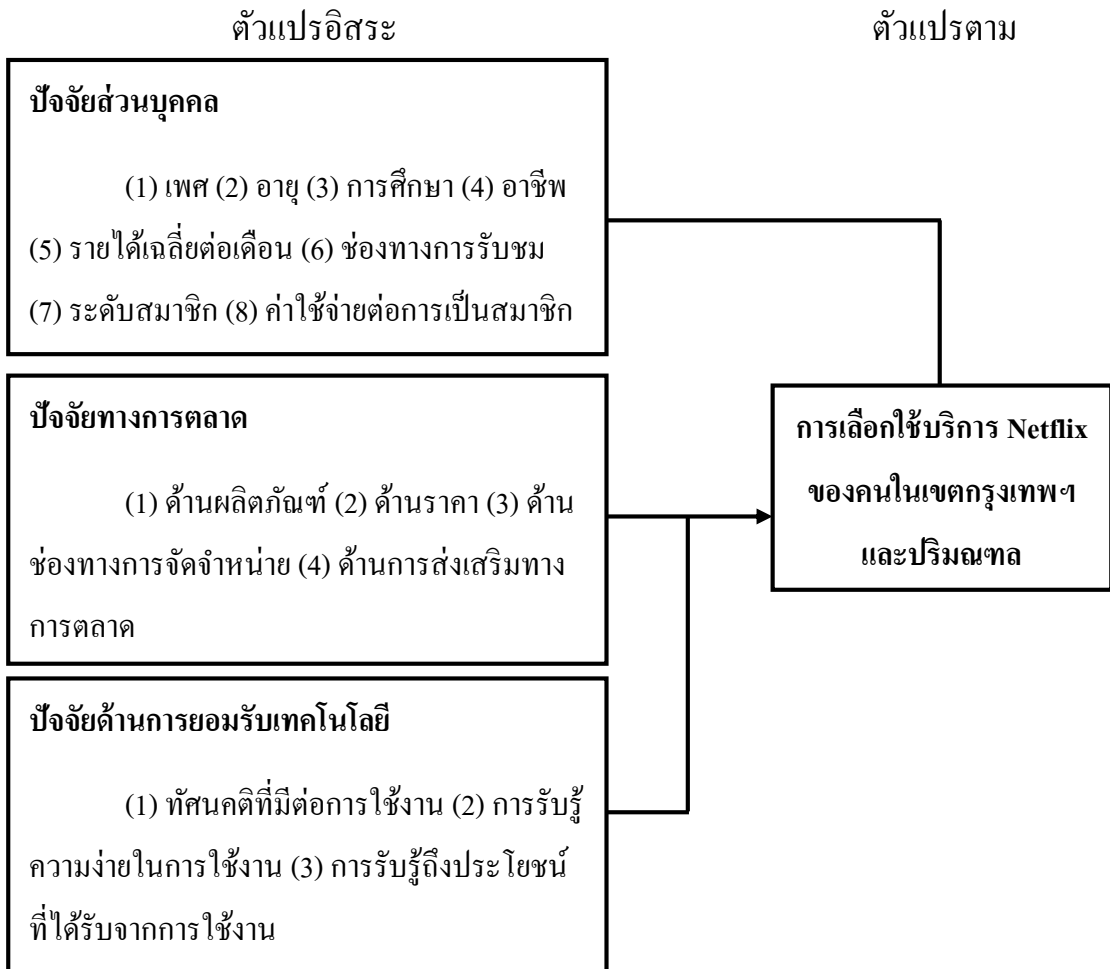 ตัวแปรอิสระ
ตัวแปรตาม
ปัจจัยส่วนบุคคล
(1) เพศ (2) อายุ (3) การศึกษา (4) อาชีพ
(5) รายได้เฉลี่ยต่อเดือน (6) ช่องทางการรับชม
(7) ระดับสมาชิก (8) ค่าใช้จ่ายต่อการเป็นสมาชิก
ปัจจัยทางการตลาด
(1) ด้านผลิตภัณฑ์ (2) ด้านราคา (3) ด้าน
ช่องทางการจัดจำหน่าย (4) ด้านการส่งเสริมทาง
การตลาด
ปัจจัยด้านการยอมรับเทคโนโลยี
(1) ทัศนคติที่มีต่อการใช้งาน (2) การรับรู้
ความง่ายในการใช้งาน (3) การรับรู้ถึงประโยชน์
ที่ได้รับจากการใช้งาน
การเลือกใช้บริการ Netflix
ของคนในเขตกรุงเทพฯ
และปริมณฑล